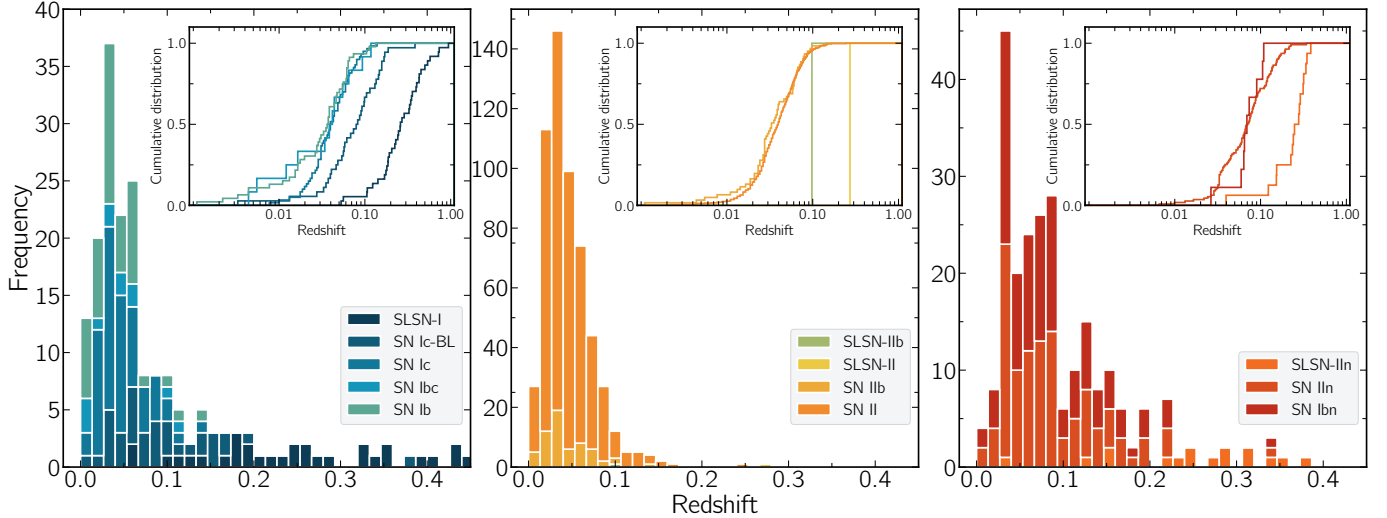 Frequency
40
35
30
25
20
15
10
5
0
0.0
0.1
0.2
0.3
0.4
Cumulative distribution
1.0
0.5
0.0
0.01
0.10
1.00
Redshift
SLSN-I
SN Ic-BL
SN Ic
SN Ibc
SN Ib
140
120
100
80
60
40
20
0
0.0
0.1
0.2
0.3
0.4
Cumulative distribution
1.0
0.5
0.0
0.01
0.10
1.00
Redshift
SLSN-IIb
SLSN-II
SN IIb
SN II
40
30
20
10
0
0.0
0.1
0.2
0.3
0.4
Cumulative distribution
1.0
0.5
0.0
0.01
0.10
1.00
Redshift
SLSN-IIn
SN IIn
SN Ibn
Redshift